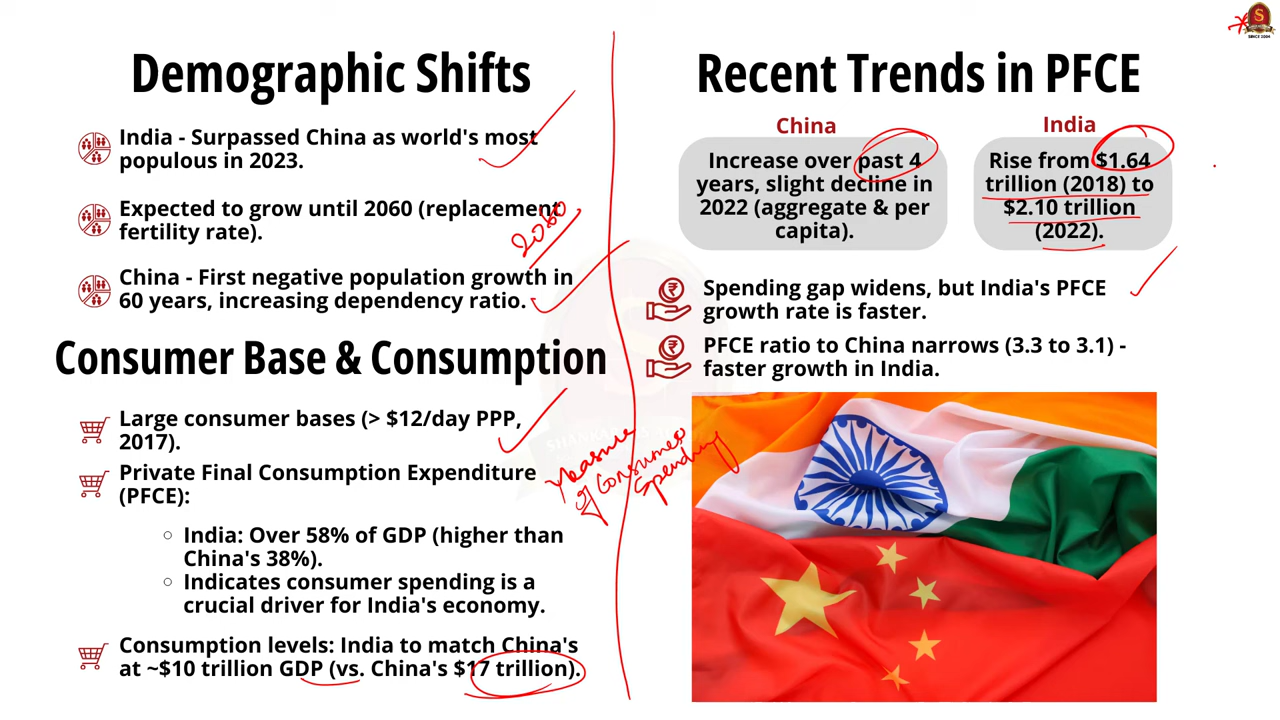 Demographic Shifts
India - Surpassed China as world's most
populous in 2023.
Expected to grow until 2060 (replacement
fertility rate).
2060
China - First negative population growth in
60 years, increasing dependency ratio.
Consumer Base & Consumption
Large consumer bases (> $12/day PPP,
2017).
Private Final Consumption Expenditure
(PFCE):
Measure
of Consumer
Spending
India: Over 58% of GDP (higher than
China's 38%).
Indicates consumer spending is a
crucial driver for India's economy.
Consumption levels: India to match China's
at ~$10 trillion GDP (vs. China's $17 trillion).
S
SINCE 2004
Recent Trends in PFCE
China
Increase over past 4
years, slight decline in
2022 (aggregate & per
capita).
India
Rise from $1.64
trillion (2018) to
$2.10 trillion
(2022).
Spending gap widens, but India's PFCE
growth rate is faster.
PFCE ratio to China narrows (3.3 to 3.1) -
faster growth in India.